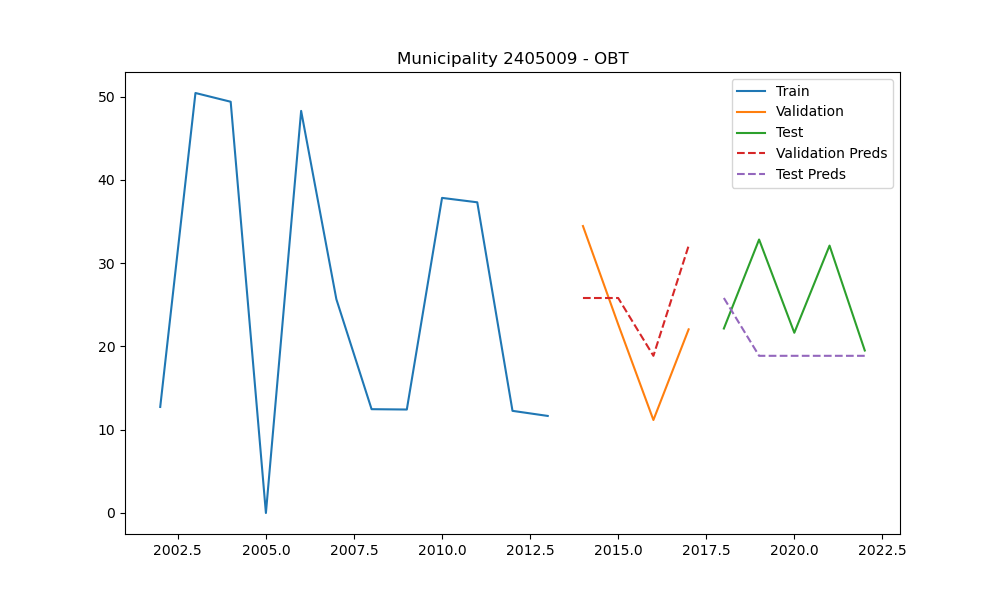 Municipality 2405009 - OBT
Train
Validation
Test
Validation Preds
Test Preds
50
40
30
20
10
0
2002.5 2005.0 2007.5 2010.0 2012.5 2015.0 2017.5 2020.0 2022.5